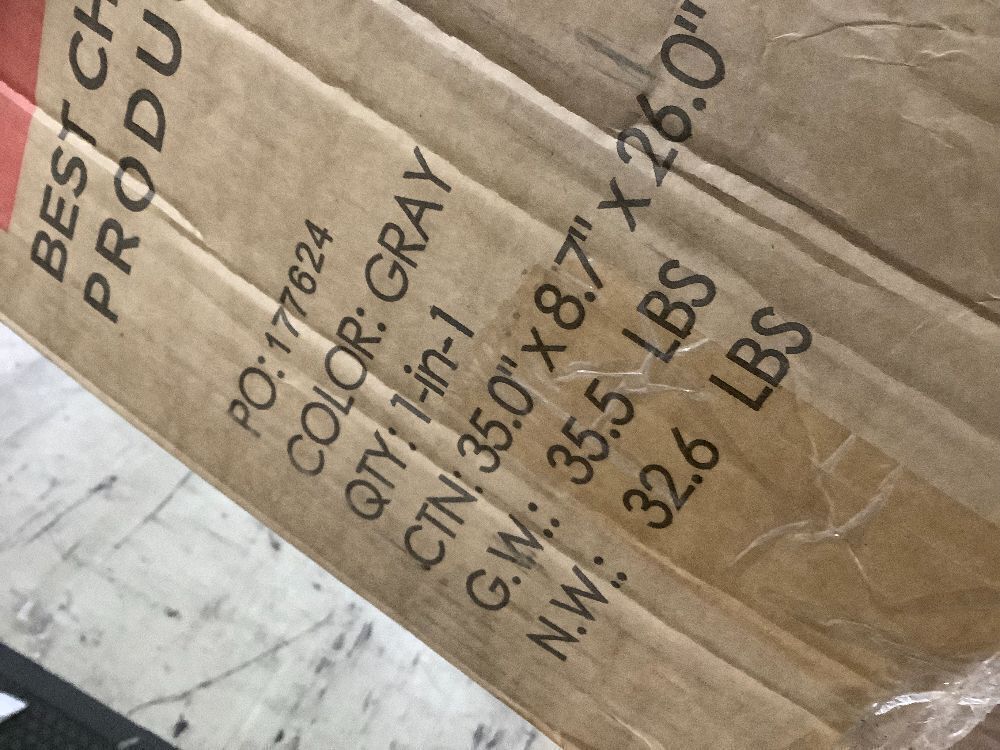 BEST CH
PRODU
PO:177624
COLOR: GRAY
QTY: 1-in-1
CTN: 35.0" x 8.7" x 26.0"
G.W.: 35.5 LBS
N.W.: 32.6 LBS